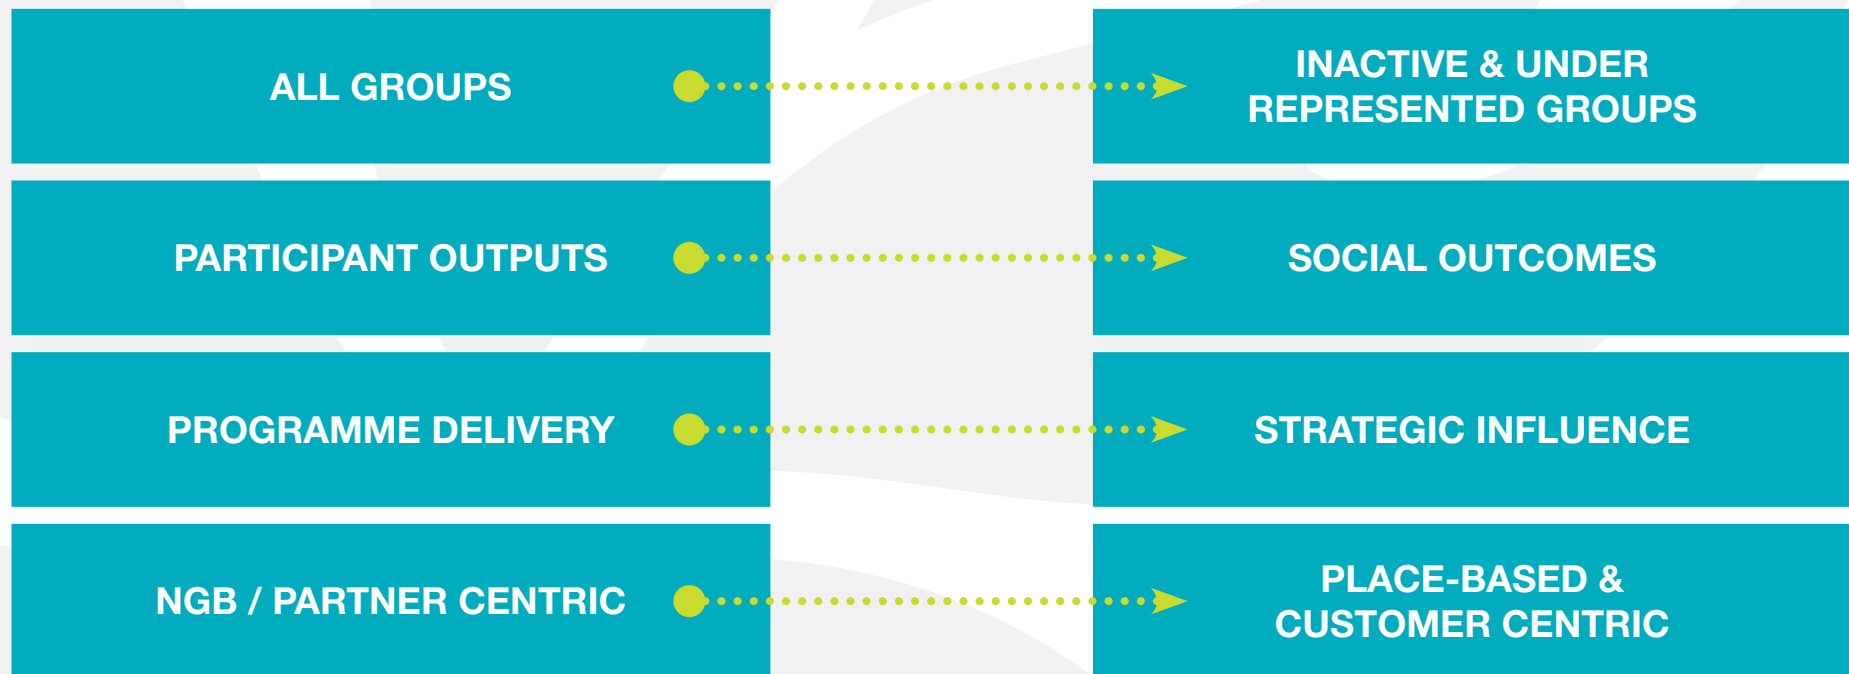 ALL GROUPS
INACTIVE & UNDER
REPRESENTED GROUPS
PARTICIPANT OUTPUTS
SOCIAL OUTCOMES
PROGRAMME DELIVERY
STRATEGIC INFLUENCE
NGB / PARTNER CENTRIC
PLACE-BASED &
CUSTOMER CENTRIC